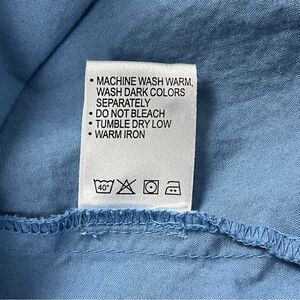 • MACHINE WASH WARM,
WASH DARK COLORS
SEPARATELY
• DO NOT BLEACH
• TUMBLE DRY LOW
• WARM IRON
40°